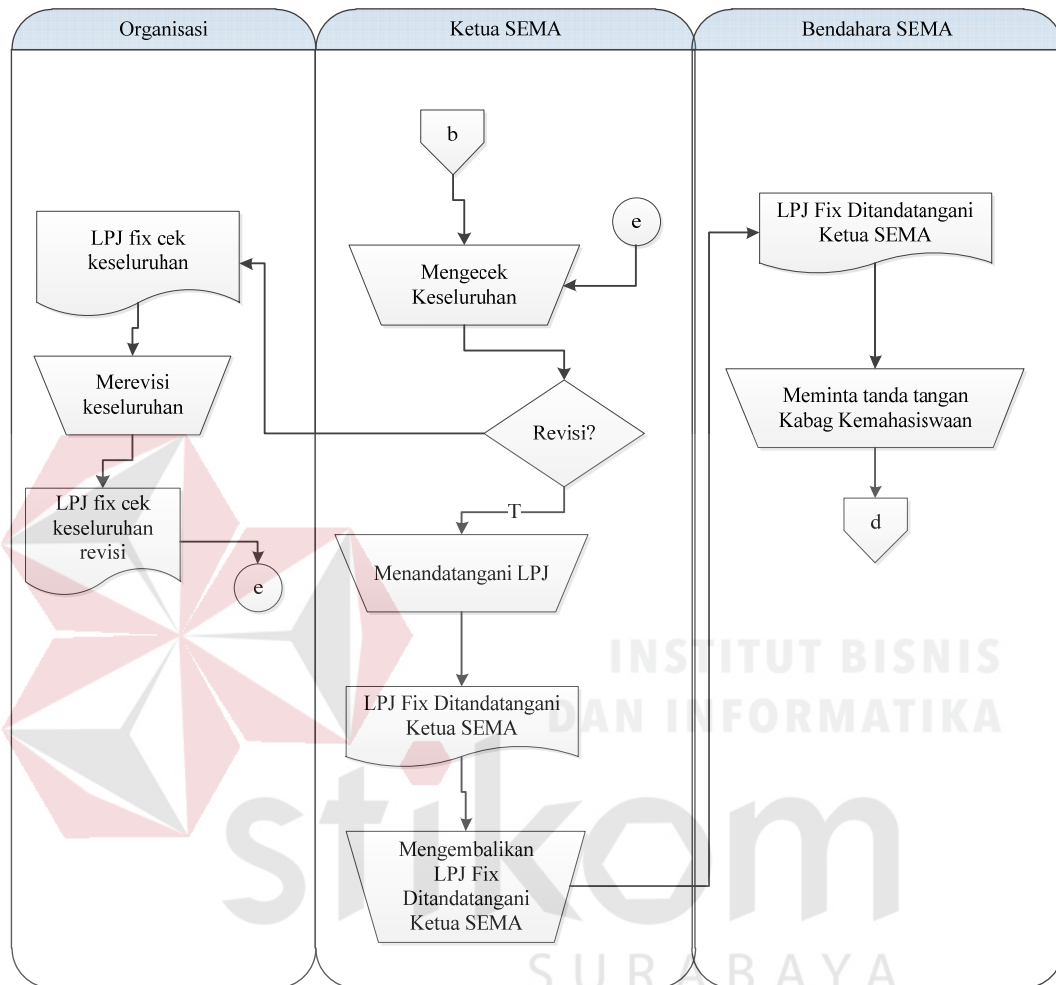 Organisasi
Ketua SEMA
Bendahara SEMA
b
e
LPJ fix cek
keseluruhan
Mengecek
Keseluruhan
LPJ Fix Ditandatangani
Ketua SEMA
Merevisi
keseluruhan
Revisi?
Meminta tanda tangan
Kabag Kemahasiswaan
LPJ fix cek
keseluruhan
revisi
e
T
d
Menandatangani LPJ
LPJ Fix Ditandatangani
Ketua SEMA
Mengembalikan
LPJ Fix
Ditandatangani
Ketua SEMA
INSTITUT BISNIS
DAN INFORMATIKA
stikom
SURABAYA